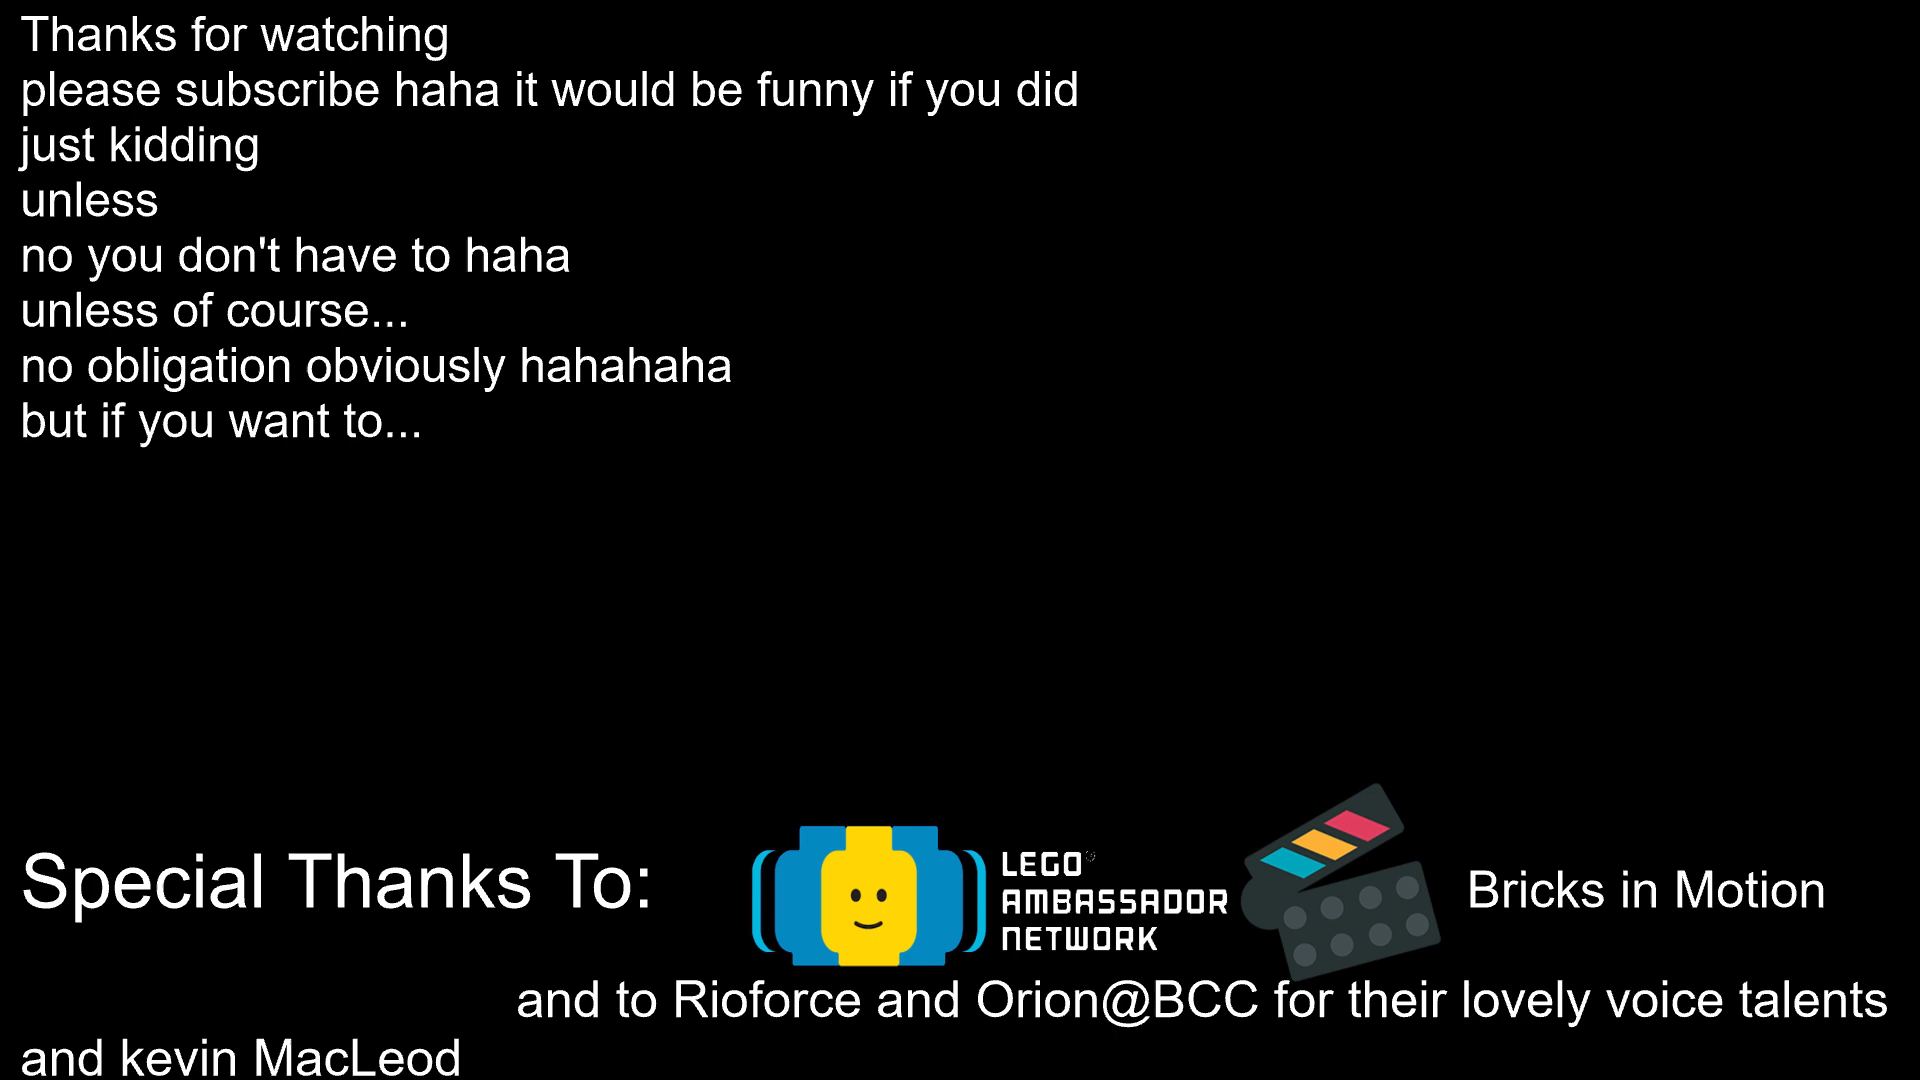 Thanks for watching
please subscribe haha it would be funny if you did
just kidding
unless
no you don't have to haha
unless of course...
no obligation obviously hahahaha
but if you want to...
Special Thanks To:
LEGO®
AMBASSADOR
NETWORK
Bricks in Motion
and to Rioforce and Orion@BCC for their lovely voice talents
and kevin MacLeod